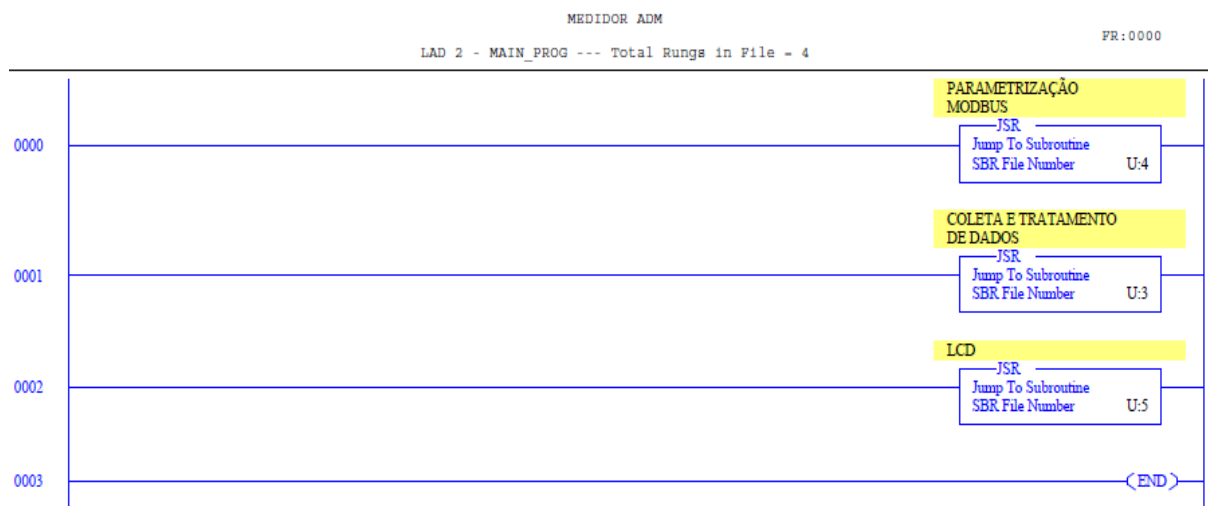 MEDIDOR ADM
FR:0000
LAD 2 - MAIN_PROG --- Total Rungs in File = 4
PARAMETRIZAÇÃO
MODBUS
JSR
0000
Jump To Subroutine
SBR File Number U:4
COLETA E TRATAMENTO
DE DADOS
JSR
0001
Jump To Subroutine
SBR File Number U:3
LCD
JSR
0002
Jump To Subroutine
SBR File Number U:5
0003 (END)